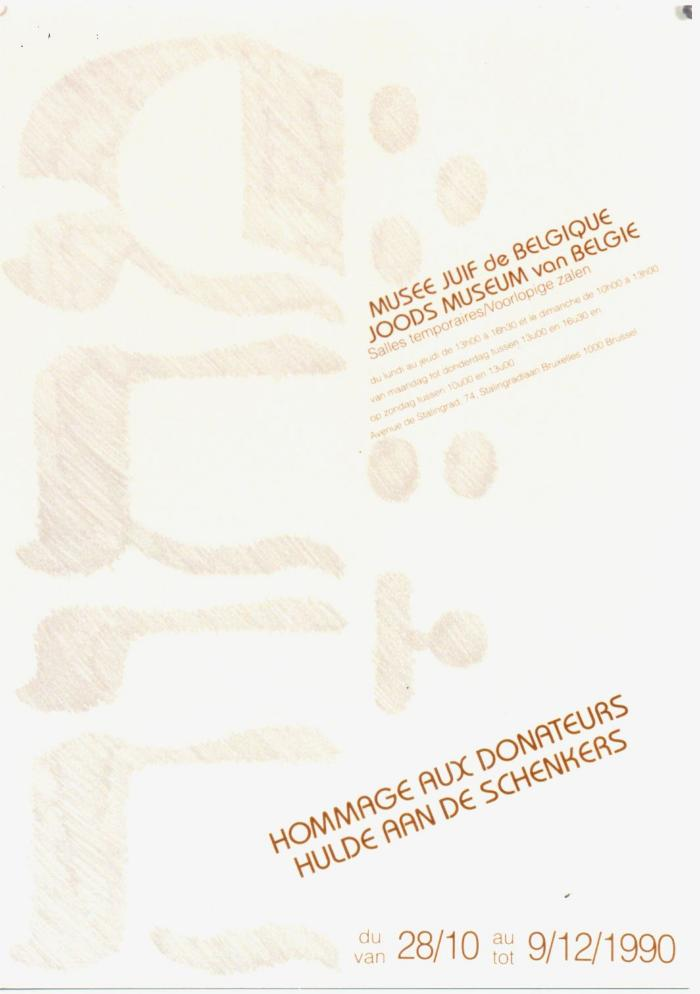 MUSEE JUIF de BELGIQUE
JOODS MUSEUM van BELGIE
Salles temporaires/Voorlopige zalen
du lundi au jeudi de 13h00 à 16h30 et le dimanche de 10h00 à 13h00
van maandag tot donderdag tussen 13u00 en 16u30 en
op zondag tussen 10u00 en 13u00
Avenue de Stalingrad 74, Stalingradlaan Bruxelles 1000 Brussel
HOMMAGE AUX DONATEURS
HULDE AAN DE SCHENKERS
du 28/10 au 9/12/1990
van tot